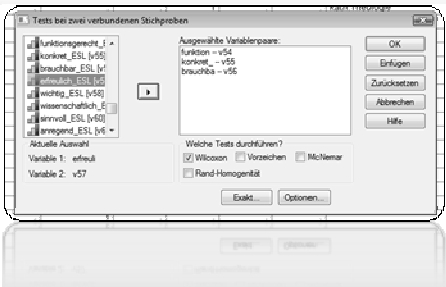 Tests bei zwei verbundenen Stichproben
funktionsgerecht_E
konkret_ESL [v55]
brauchbar_ESL [v5
erfreulich_ESL [v5
wichtig_ESL [v58]
wissenschaftlich_E
sinnvoll_ESL [v60]
anregend_ESL [v6
Ausgewählte Variablenpaare:
funktion -- v54
konkret_ -- v55
brauchba -- v56
OK
Einfügen
Zurücksetzen
Abbrechen
Hilfe
Aktuelle Auswahl
Variable 1: erfreuli
Variable 2: v57
Welche Tests durchführen?
Wilcoxon Vorzeichen McNemar
Rand-Homogenität
Exakt... Optionen...